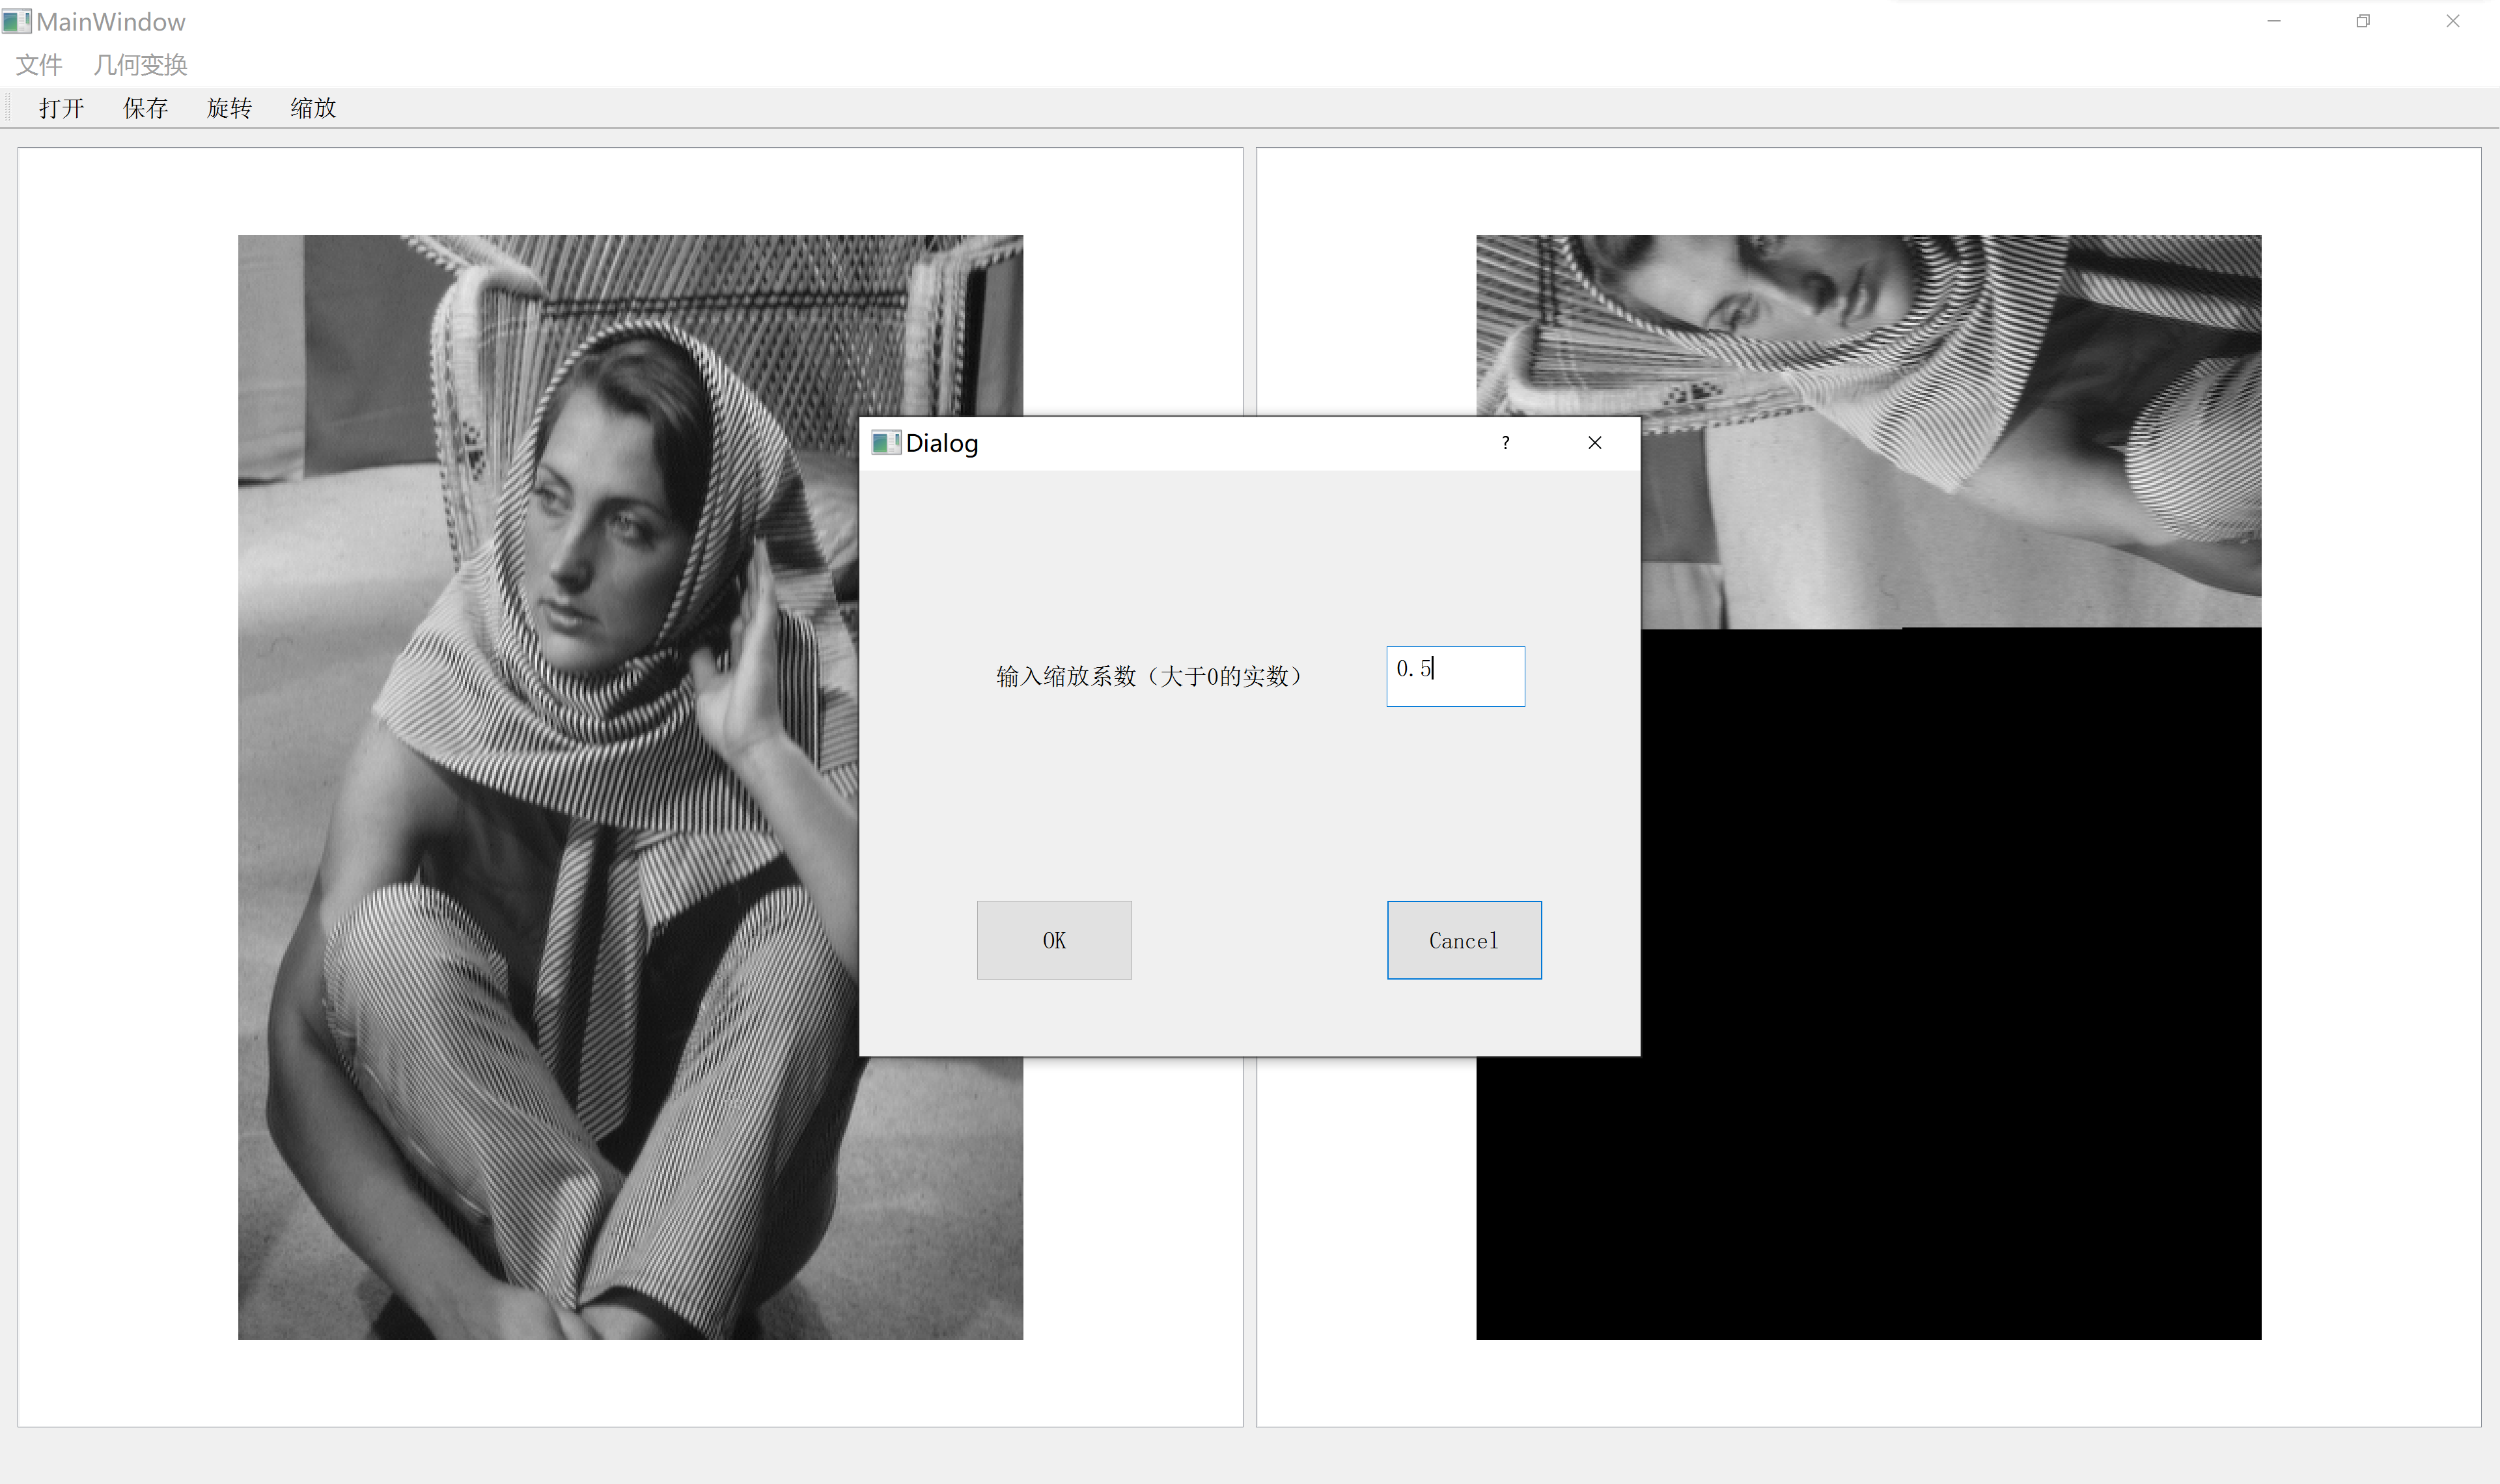 MainWindow
文件 几何变换
打开 保存 旋转 缩放
Dialog
?
输入缩放系数（大于0的实数） 0.5
OK Cancel